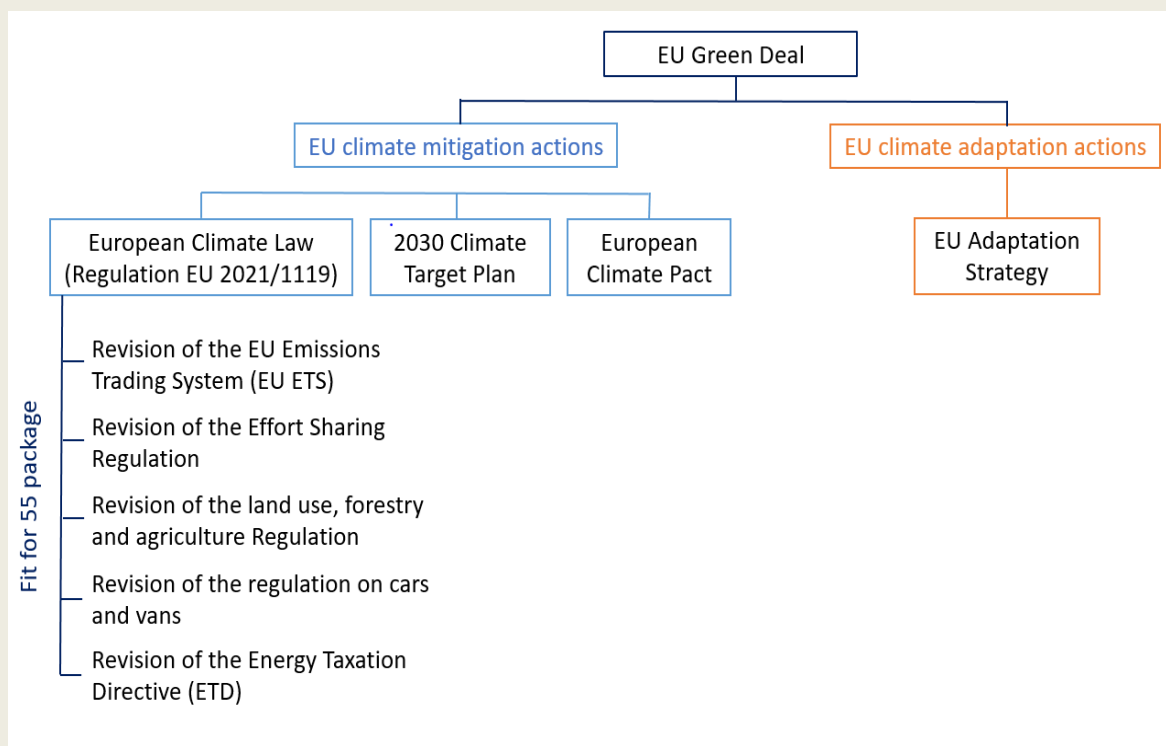 EU Green Deal
EU climate mitigation actions
EU climate adaptation actions
European Climate Law
(Regulation EU 2021/1119)
2030 Climate
Target Plan
European
Climate Pact
EU Adaptation
Strategy
Fit for 55 package
Revision of the EU Emissions
Trading System (EU ETS)
Revision of the Effort Sharing
Regulation
Revision of the land use, forestry
and agriculture Regulation
Revision of the regulation on cars
and vans
Revision of the Energy Taxation
Directive (ETD)